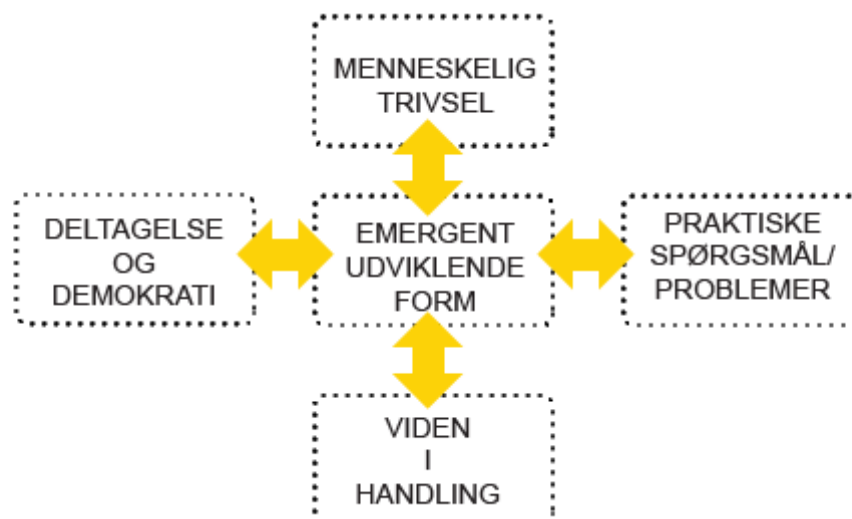 MENNESKELIG
TRIVSEL
DELTAGELSE
OG
DEMOKRATI
EMERGENT
UDVIKLENDE
FORM
PRAKTISKE
SPØRGSMÅL/
PROBLEMER
VIDEN
I
HANDLING